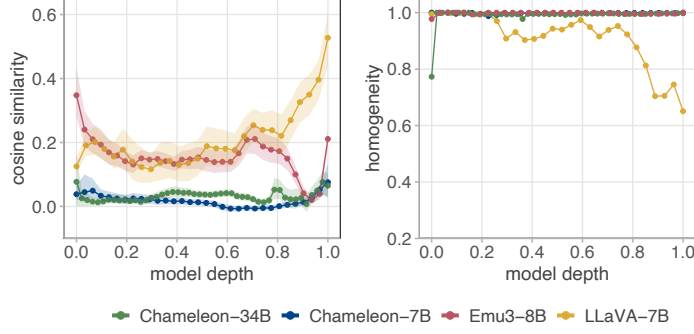 cosine similarity
0.6
0.4
0.2
0.0
0.0 0.2 0.4 0.6 0.8 1.0
model depth
homogeneity
1.0
0.8
0.6
0.4
0.2
0.0 0.2 0.4 0.6 0.8 1.0
model depth
Chameleon−34B Chameleon−7B Emu3−8B LLaVA−7B